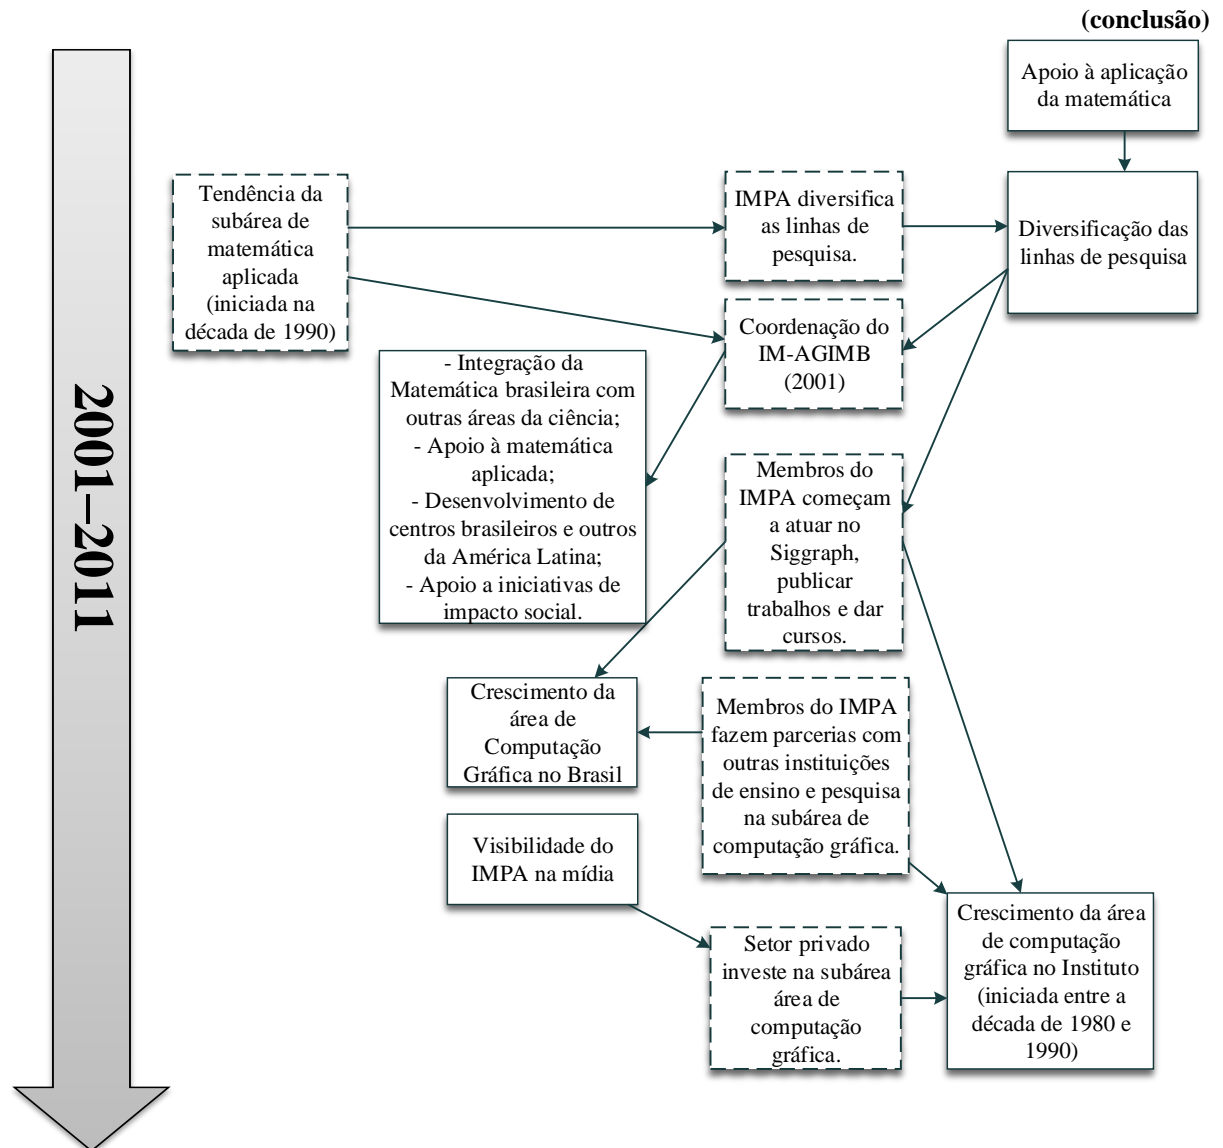 (conclusão)
Apoio à aplicação
da matemática
Tendência da
subárea de
matemática
aplicada
(iniciada na
década de 1990)
IMPA diversifica
as linhas de
pesquisa.
Diversificação das
linhas de pesquisa
Coordenação do
IM-AGIMB
(2001)
- Integração da
Matemática brasileira com
outras áreas da ciência;
- Apoio à matemática
aplicada;
- Desenvolvimento de
centros brasileiros e outros
da América Latina;
- Apoio a iniciativas de
impacto social.
2001–2011
Membros do
IMPA começam
a atuar no
Siggraph,
publicar
trabalhos e dar
cursos.
Crescimento da
área de
Computação
Gráfica no Brasil
Membros do IMPA
fazem parcerias com
outras instituições
de ensino e pesquisa
na subárea de
computação gráfica.
Visibilidade do
IMPA na mídia
Setor privado
investe na subárea
área de
computação
gráfica.
Crescimento da área
de computação
gráfica no Instituto
(iniciada entre a
década de 1980 e
1990)